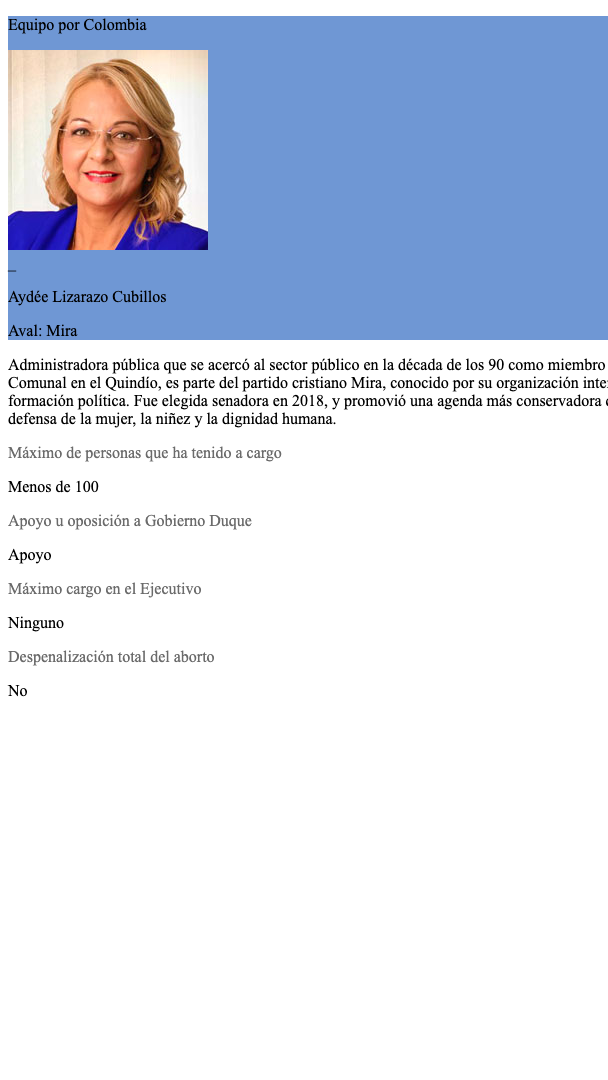 Equipo por Colombia
_
Aydée Lizarazo Cubillos
Aval: Mira
Administradora pública que se acercó al sector público en la década de los 90 como miembro
Comunal en el Quindío, es parte del partido cristiano Mira, conocido por su organización
formación política. Fue elegida senadora en 2018, y promovió una agenda más conservadora
defensa de la mujer, la niñez y la dignidad humana.
Máximo de personas que ha tenido a cargo
Menos de 100
Apoyo u oposición a Gobierno Duque
Apoyo
Máximo cargo en el Ejecutivo
Ninguno
Despenalización total del aborto
No